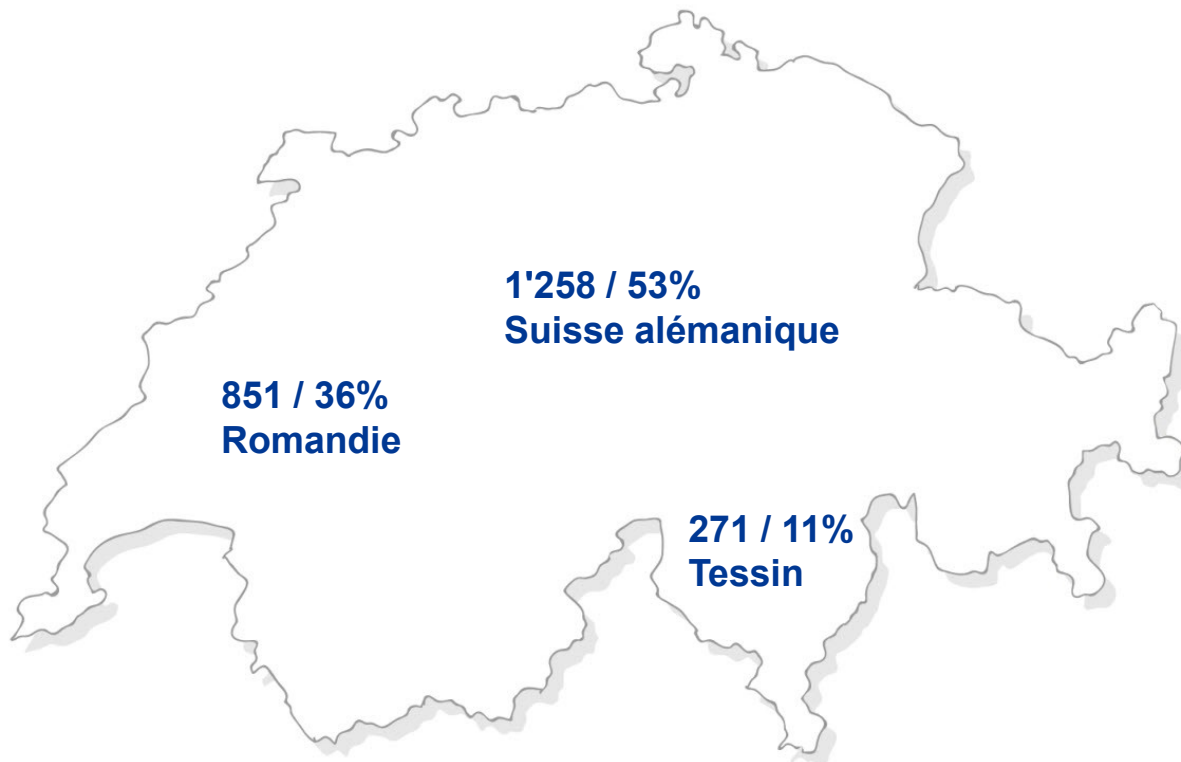 1'258 / 53%
Suisse alémanique
851 / 36%
Romandie
271 / 11%
Tessin